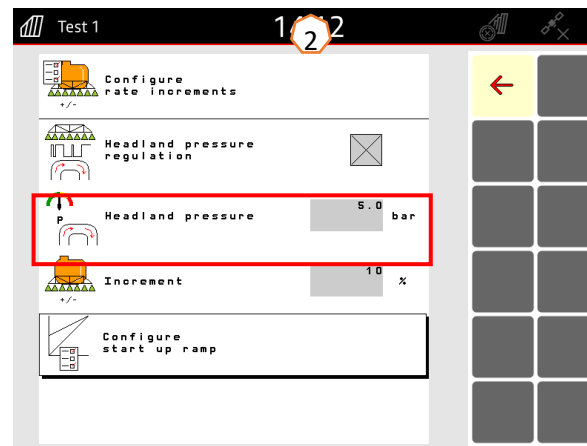 Test 1
2
Configure
rate increments
+/-
Headland pressure
regulation
P
Headland pressure
5.0
bar
Increment
10
%
+/-
Configure
start up ramp